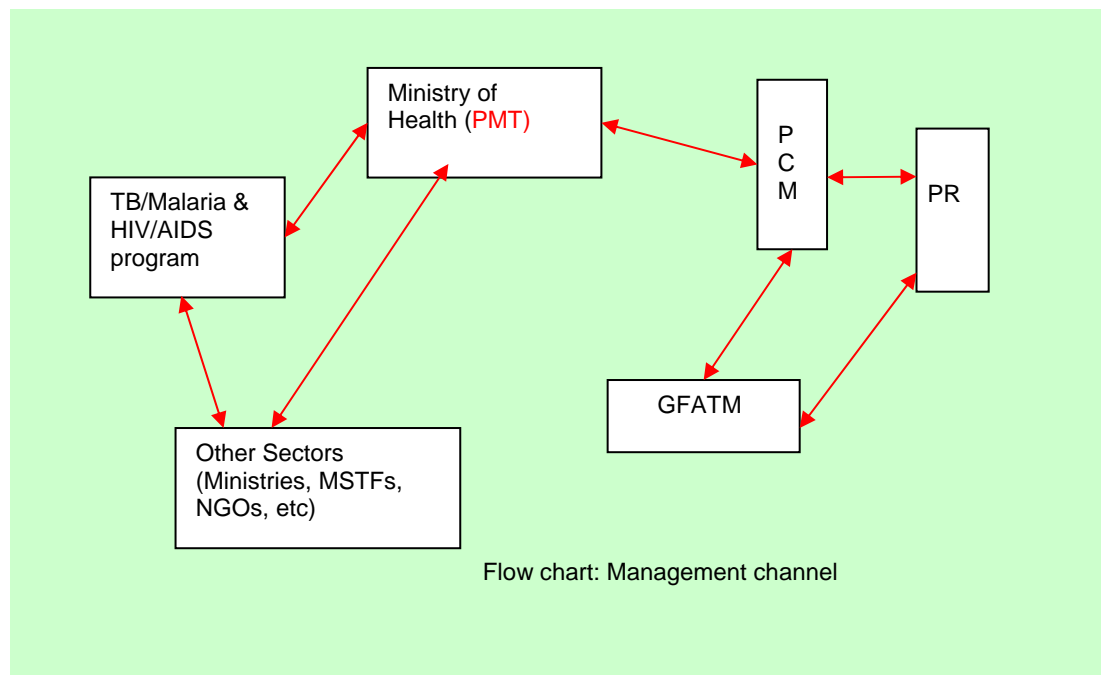 Ministry of
Health (PMT)
P
C
M
PR
TB/Malaria &
HIV/AIDS
program
GFATM
Other Sectors
(Ministries, MSTFs,
NGOs, etc)
Flow chart: Management channel